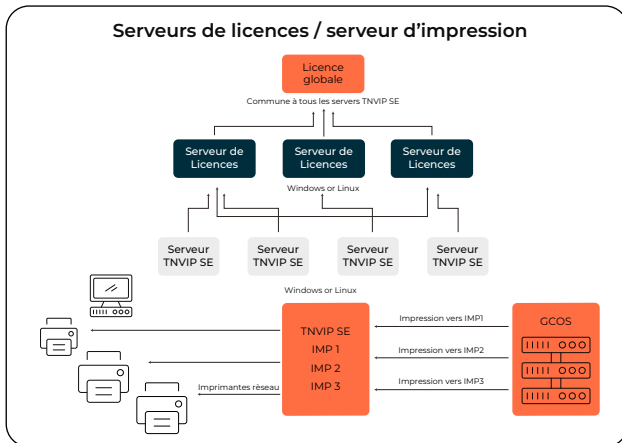 Serveurs de licences / serveur d'impression
Licence
globale
Commune à tous les servers TNVIP SE
Serveur de
Licences
Serveur de
Licences
Serveur de
Licences
Windows or Linux
Serveur
TNVIP SE
Serveur
TNVIP SE
Serveur
TNVIP SE
Serveur
TNVIP SE
Windows or Linux
TNVIP SE
IMP 1
IMP 2
IMP 3
Impression vers IMP1
Impression vers IMP2
Impression vers IMP3
GCOS
Imprimantes rèseau